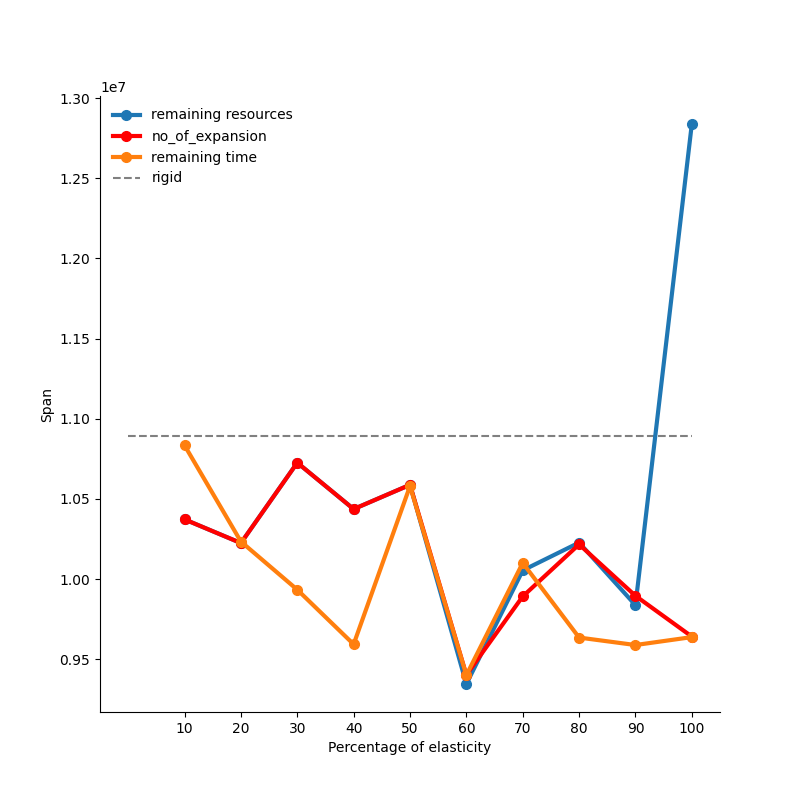 1e7
1.30
1.25
1.20
1.15
1.10
1.05
1.00
0.95
Span
remaining resources
no_of_expansion
remaining time
rigid
10 20 30 40 50 60 70 80 90 100
Percentage of elasticity